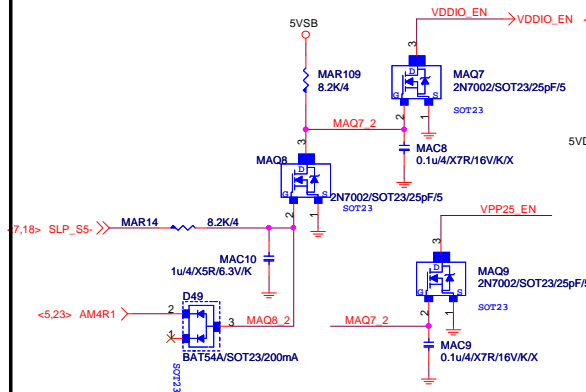 VDDIO_EN
VDDIO_EN
5VSB
3
MAR109
8.2K/4
D
G
S
MAQ7
2N7002/SOT23/25pF/5
SOT23
2
1
MAQ7_2
3
MAC8
0.1u/4/X7R/16V/K/X
5VD
MAQ8
D
G
S
2N7002/SOT23/25pF/5
SOT23
2
1
VPP25_EN
<7,18> SLP_S5-
MAR14
8.2K/4
3
MAC10
1u/4/X5R/6.3V/K
D
G
S
MAQ9
2N7002/SOT23/25pF/5
SOT23
D49
2
1
<5,23> AM4R1
2
3
MAQ8_2
MAQ7_2
1
BAT54A/SOT23/200mA
SOT23
MAC9
0.1u/4/X7R/16V/K/X